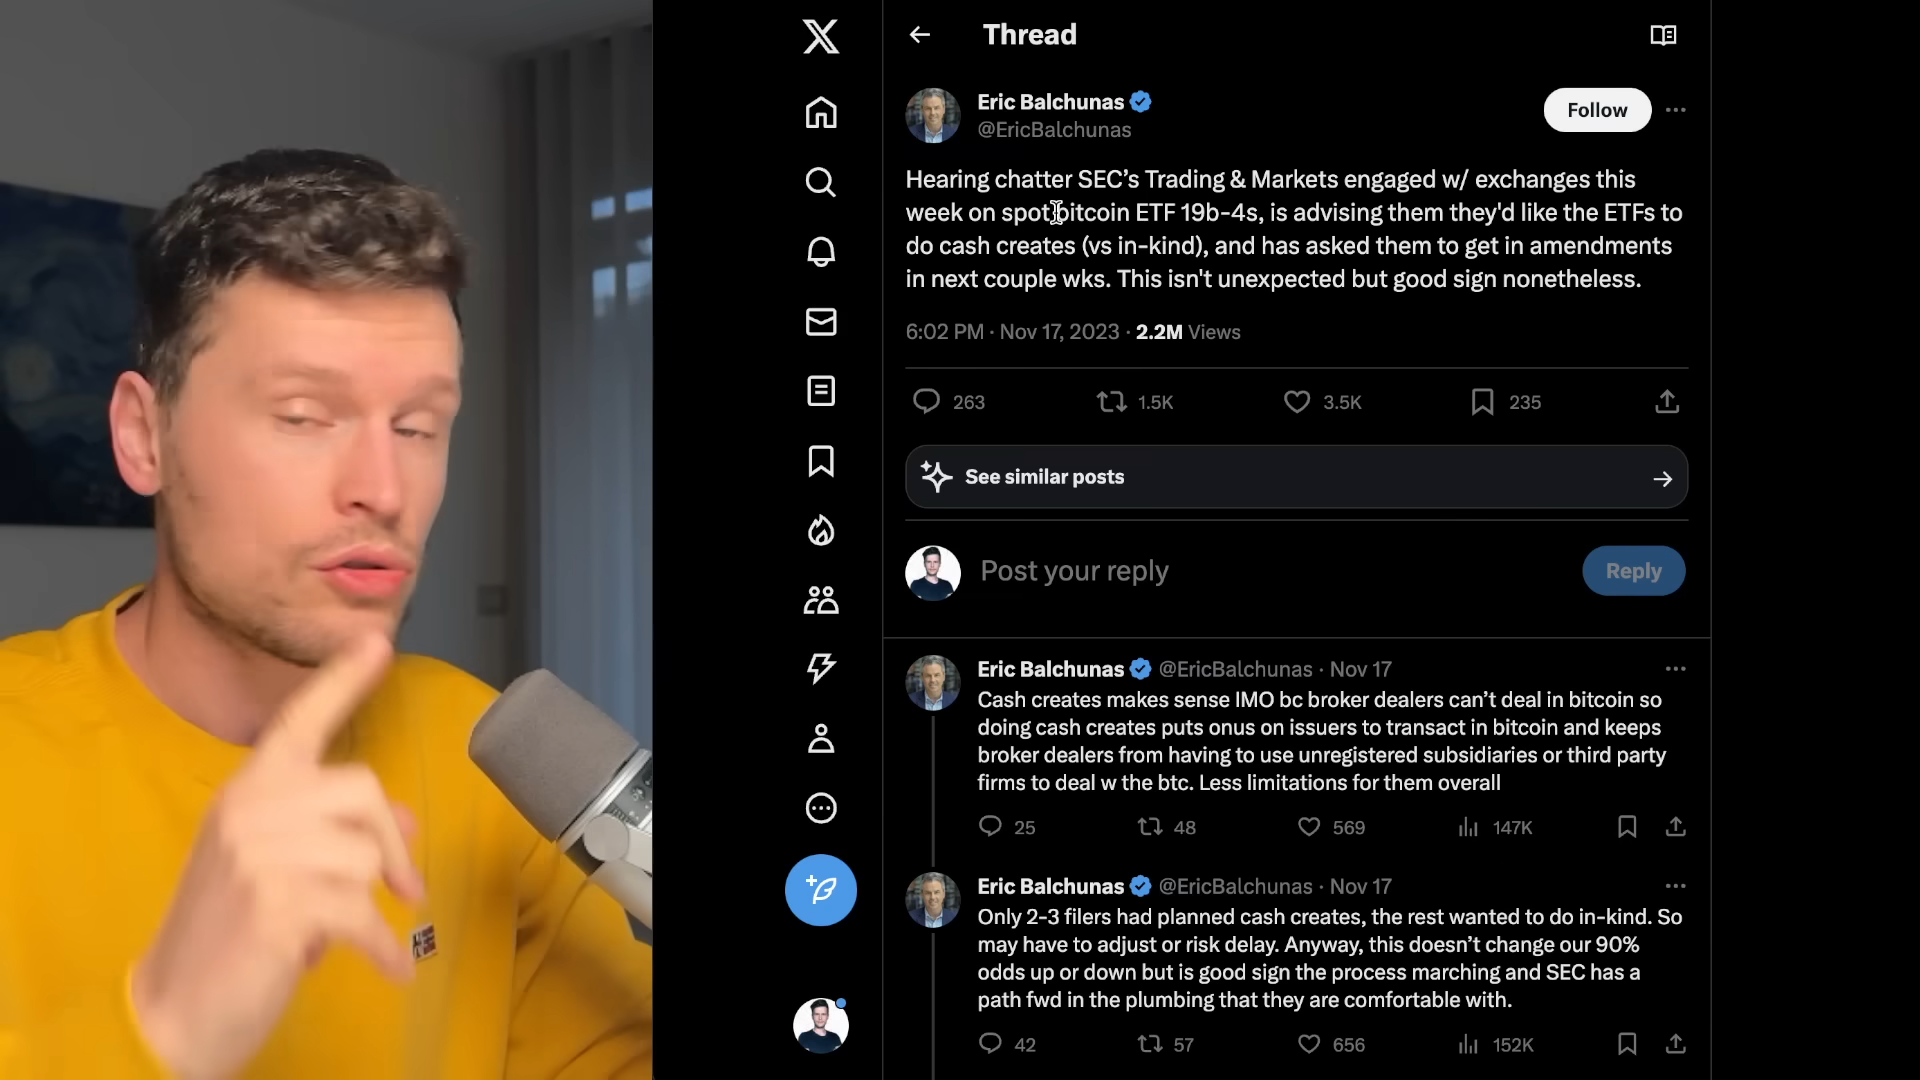 Thread
Eric Balchunas
@EricBalchunas
Follow
Hearing chatter SEC’s Trading & Markets engaged w/ exchanges this
week on spot bitcoin ETF 19b-4s, is advising them they'd like the ETFs to
do cash creates (vs in-kind), and has asked them to get in amendments
in next couple wks. This isn't unexpected but good sign nonetheless.
6:02 PM · Nov 17, 2023 · 2.2M Views
263 1.5K 3.5K 235
See similar posts
Post your reply
Reply
Eric Balchunas @EricBalchunas · Nov 17
Cash creates makes sense IMO bc broker dealers can’t deal in bitcoin so
doing cash creates puts onus on issuers to transact in bitcoin and keeps
broker dealers from having to use unregistered subsidiaries or third party
firms to deal w the btc. Less limitations for them overall
25 48 569 147K
Eric Balchunas @EricBalchunas · Nov 17
Only 2-3 filers had planned cash creates, the rest wanted to do in-kind. So
may have to adjust or risk delay. Anyway, this doesn’t change our 90%
odds up or down but is good sign the process marching and SEC has a
path fwd in the plumbing that they are comfortable with.
42 57 656 152K